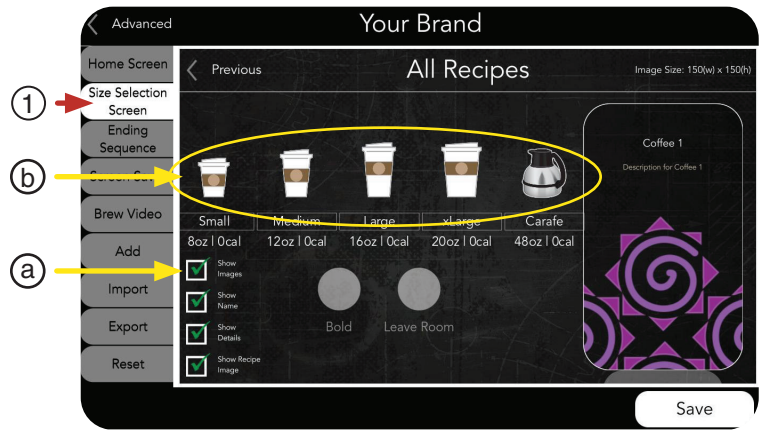 Advanced
Your Brand
Home Screen
Previous
All Recipes
Image Size: 150(w) x 150(h)
1
Size Selection
Screen
Ending
Sequence
b
Screen Saver
Brew Video
Add
a
Import
Export
Reset
Small
Medium
Large
xLarge
Carafe
8oz | 0cal
12oz | 0cal
16oz | 0cal
20oz | 0cal
48oz | 0cal
Show
Images
Show
Name
Show
Details
Show Recipe
Image
Bold
Leave Room
Coffee 1
Description for Coffee 1
Save